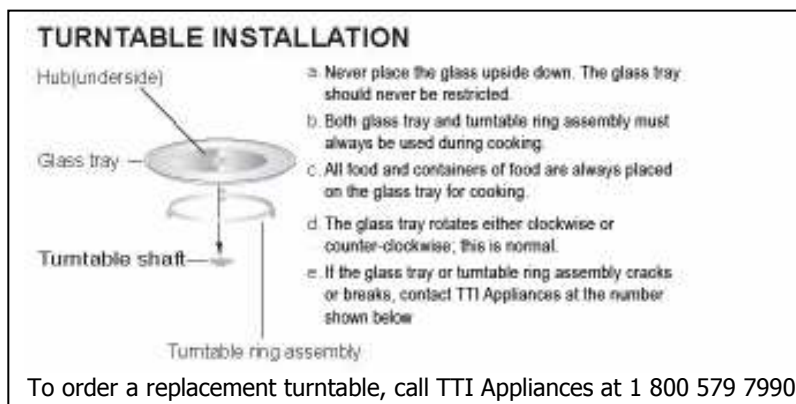 TURNTABLE INSTALLATION
Hub(underside)
Glass tray
Turntable shaft
Turntable ring assembly
a. Never place the glass upside down. The glass tray
should never be restricted.
b. Both glass tray and turntable ring assembly must
always be used during cooking.
c. All food and containers of food are always placed
on the glass tray for cooking.
d. The glass tray rotates either clockwise or
counter-clockwise; this is normal.
e. If the glass tray or turntable ring assembly cracks
or breaks, contact TTI Appliances at the number
shown below
To order a replacement turntable, call TTI Appliances at 1 800 579 7990